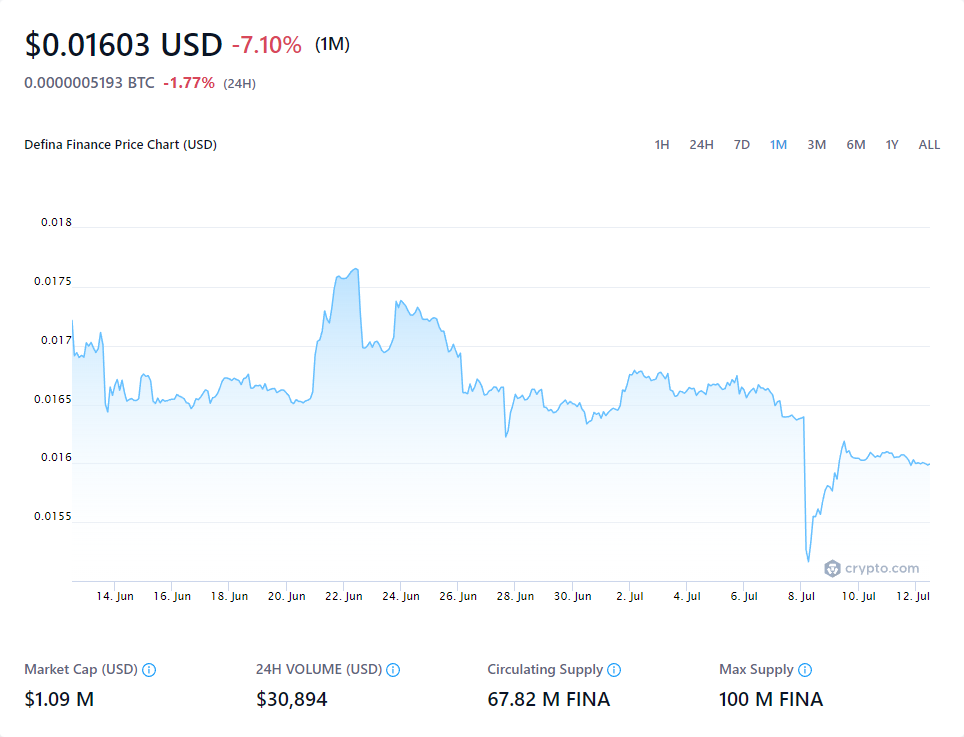 $0.01603 USD -7.10% (1M)
0.0000005193 BTC -1.77% (24H)
Defina Finance Price Chart (USD) 1H 24H 7D 1M 3M 6M 1Y ALL
0.018
0.0175
0.017
0.0165
0.016
0.0155
crypto.com
14. Jun 16. Jun 18. Jun 20. Jun 22. Jun 24. Jun 26. Jun 28. Jun 30. Jun 2. Jul 4. Jul 6. Jul 8. Jul 10. Jul 12. Jul
Market Cap (USD) 24H VOLUME (USD) Circulating Supply Max Supply
$1.09 M $30,894 67.82 M FINA 100 M FINA